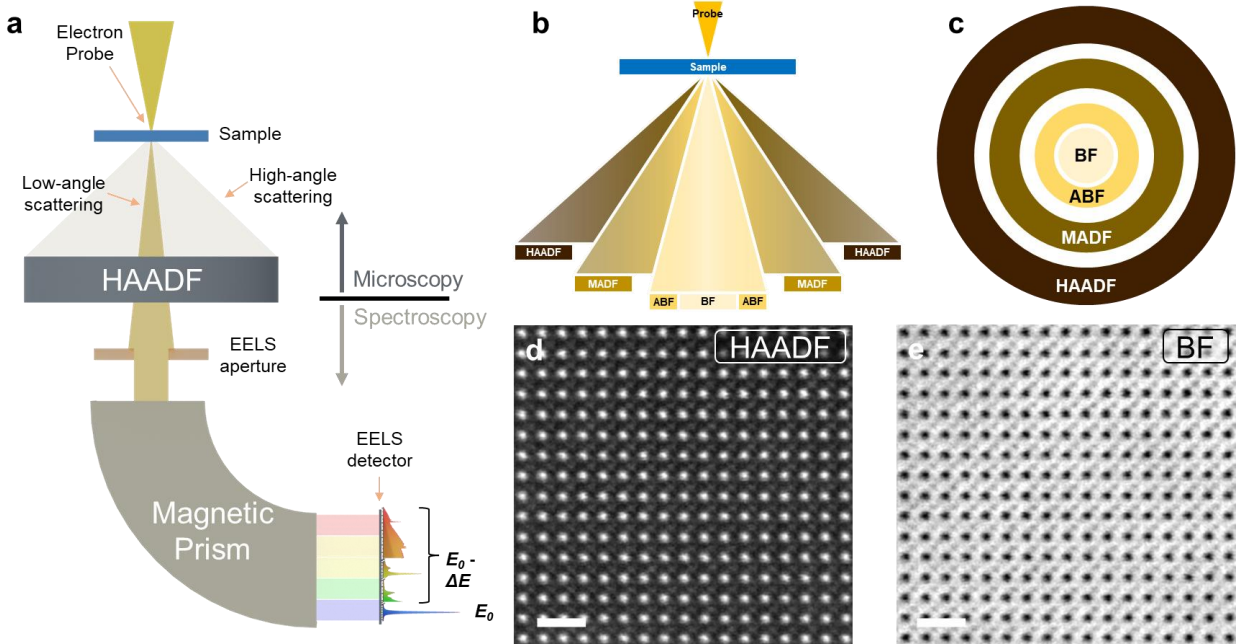 a
Electron
Probe
Sample
Low-angle
scattering
High-angle
scattering
HAADF
Microscopy
Spectroscopy
EELS
aperture
EELS
detector
Magnetic
Prism
E₀ -
ΔE
E₀
b
Probe
Sample
HAADF
HAADF
MADF
MADF
ABF
BF
ABF
c
BF
ABF
MADF
HAADF
d
HAADF
e
BF